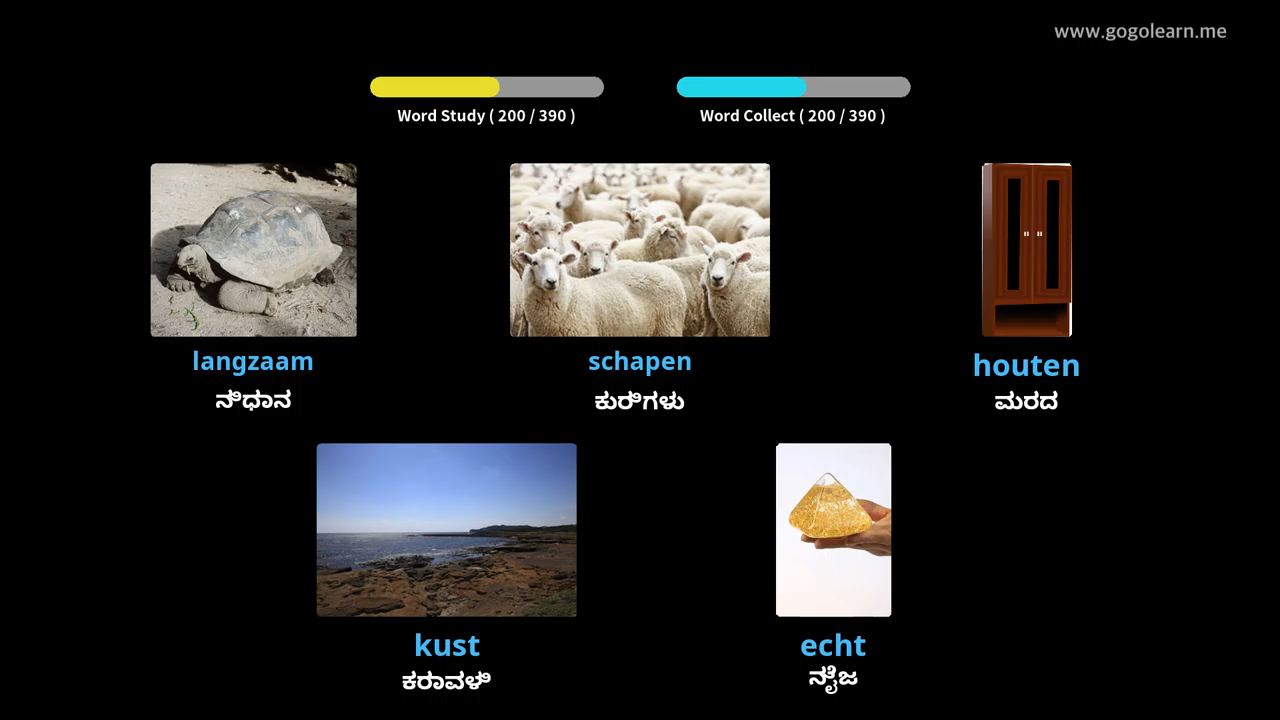 www.gogolearn.me
Word Study ( 200 / 390 )
Word Collect ( 200 / 390 )
langzaam
ನಿಧಾನ
schapen
ಕುರಿಗಳು
houten
ಮರದ
kust
ಕರಾವಳಿ
echt
ನೈಜ